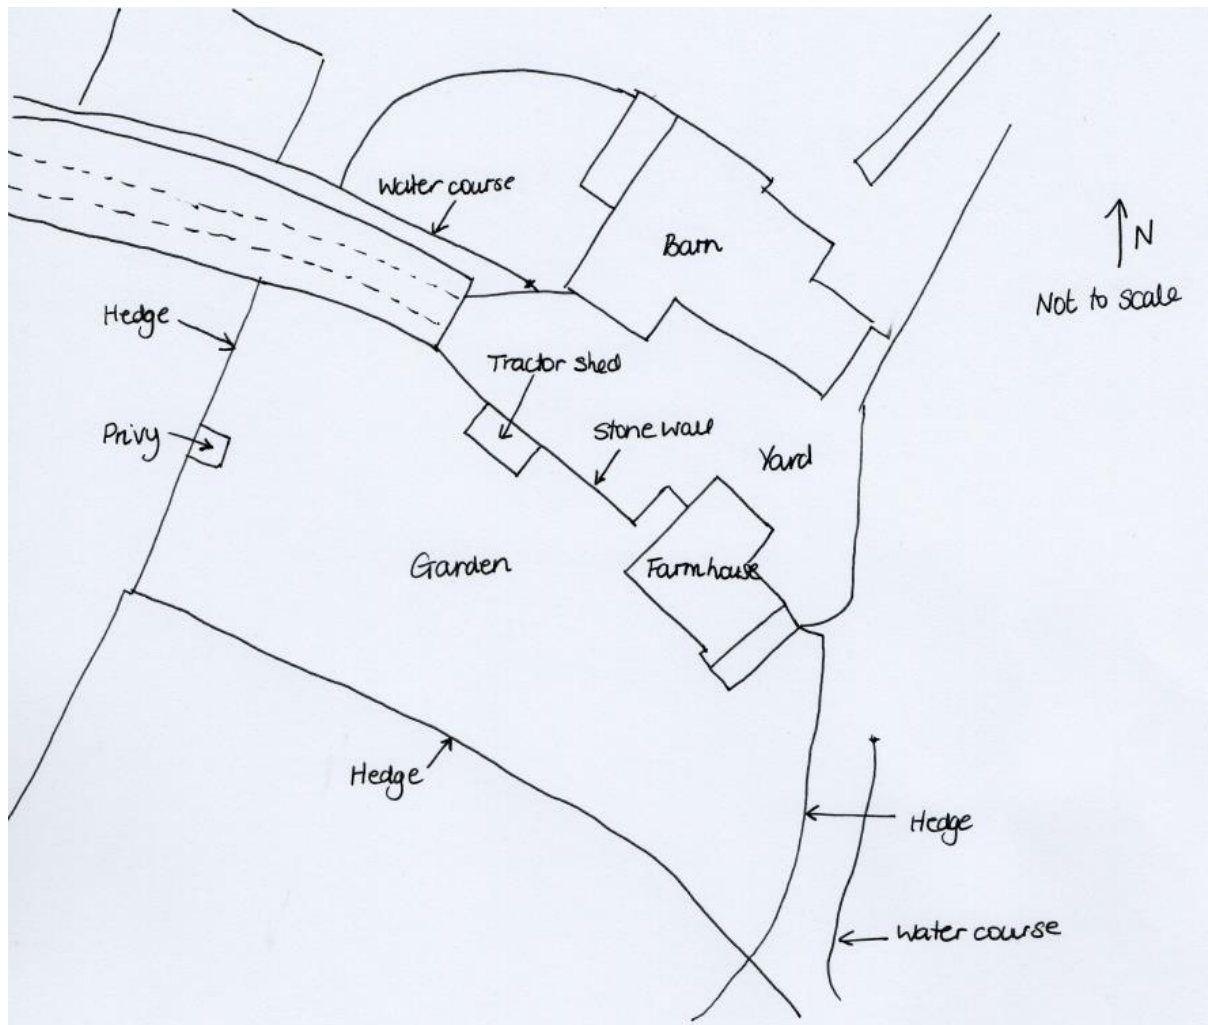 Water course
Barn
N
Not to scale
Hedge
Tractor shed
Privy
Stone wall
Yard
Garden
Farmhouse
Hedge
Hedge
Water course